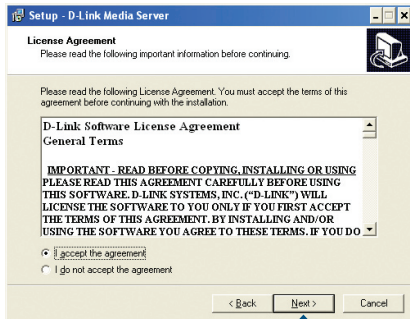 Setup - D-Link Media Server
License Agreement
Please read the following important information before continuing.
Please read the following License Agreement. You must accept the terms of this
agreement before continuing with the installation.
D-Link Software License Agreement
General Terms
IMPORTANT - READ BEFORE COPYING, INSTALLING OR USING
PLEASE READ THIS AGREEMENT CAREFULLY BEFORE USING
THIS SOFTWARE. D-LINK SYSTEMS, INC. (“D-LINK”) WILL
LICENSE THE SOFTWARE TO YOU ONLY IF YOU FIRST ACCEPT
THE TERMS OF THIS AGREEMENT. BY INSTALLING AND/OR
USING THE SOFTWARE YOU AGREE TO THESE TERMS. IF YOU DO
I accept the agreement
I do not accept the agreement
< Back Next > Cancel